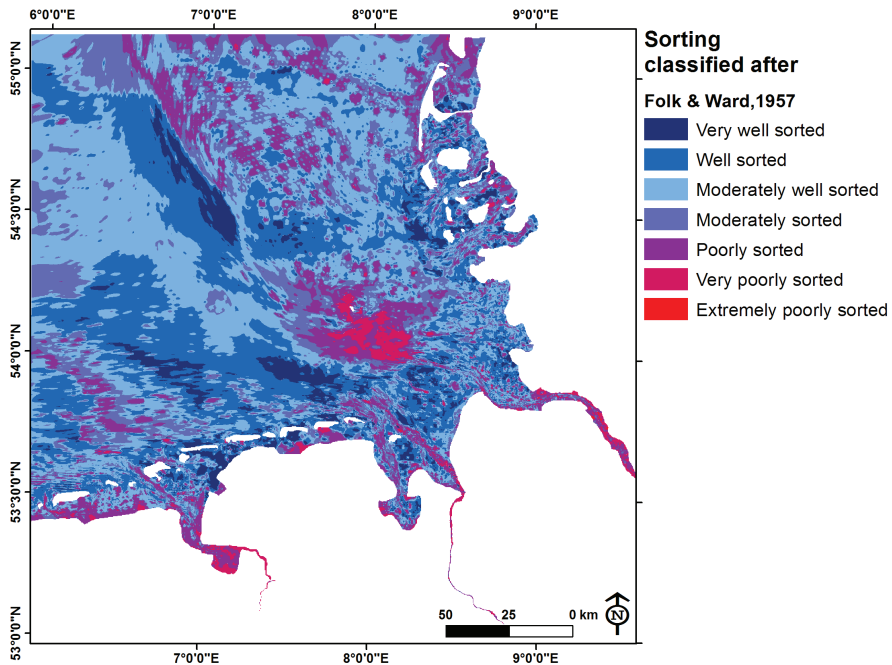 6°0'0"E 7°0'0"E 8°0'0"E 9°0'0"E
55°0'0"N
54°30'0"N
54°0'0"N
53°30'0"N
53°0'0"N
7°0'0"E 8°0'0"E 9°0'0"E
50 25 0 km
N
Sorting
classified after
Folk & Ward,1957
Very well sorted
Well sorted
Moderately well sorted
Moderately sorted
Poorly sorted
Very poorly sorted
Extremely poorly sorted